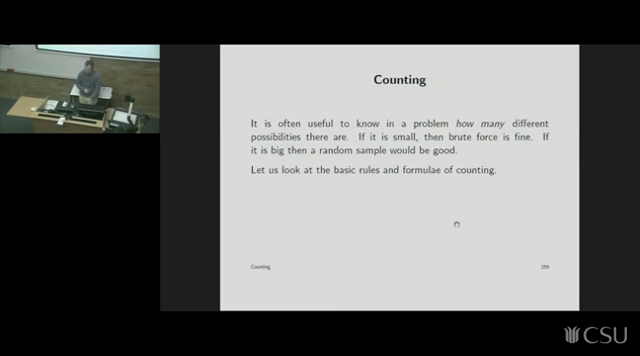 Counting
It is often useful to know in a problem how many different
possibilities there are. If it is small, then brute force is fine. If
it is big then a random sample would be good.
Let us look at the basic rules and formulae of counting.
Counting
259
CSU